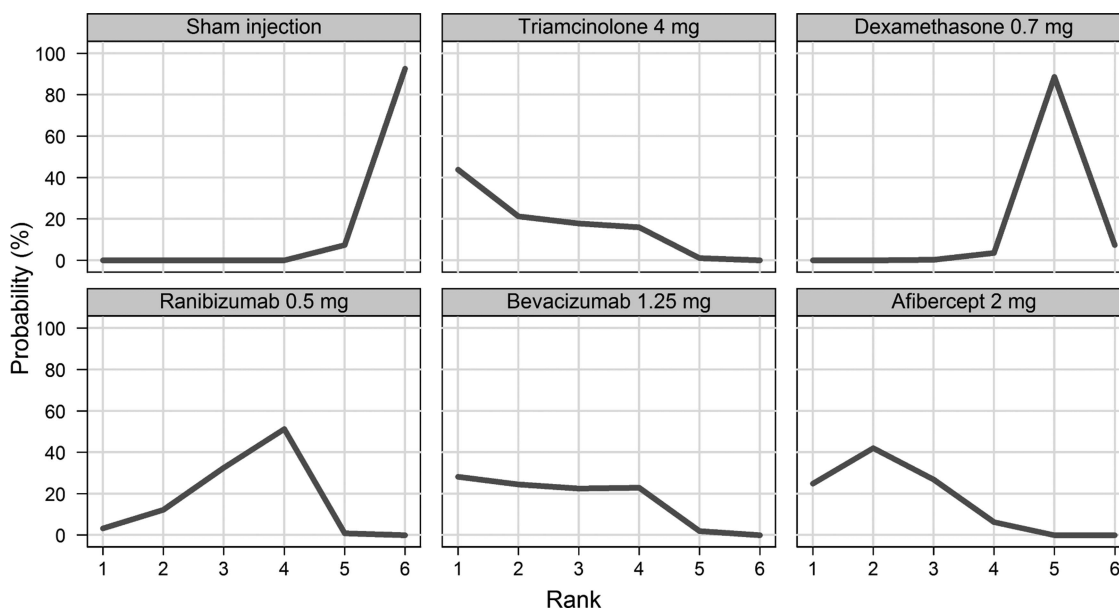 Sham injection
Triamcinolone 4 mg
Dexamethasone 0.7 mg
100
80
60
40
20
0
Probability (%)
Ranibizumab 0.5 mg
Bevacizumab 1.25 mg
Afibercept 2 mg
100
80
60
40
20
0
1 2 3 4 5 6
1 2 3 4 5 6
1 2 3 4 5 6
Rank